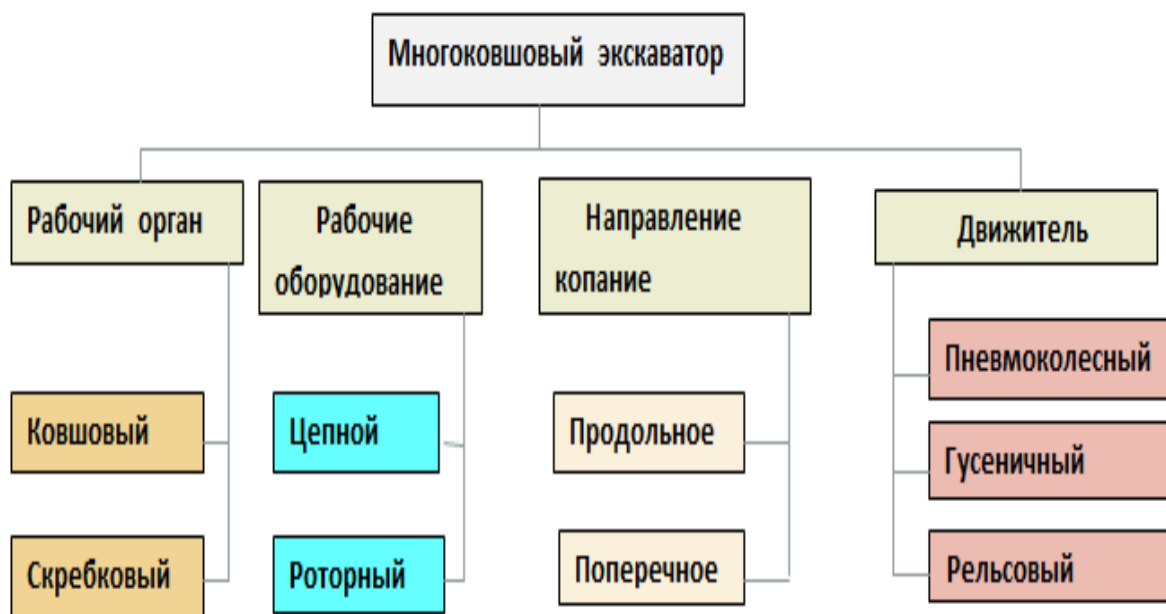 Многоковшовый экскаватор
Рабочий орган
Ковшовый
Скребковый
Рабочие
оборудование
Цепной
Роторный
Направление
копание
Продольное
Поперечное
Движитель
Пневмоколесный
Гусеничный
Рельсовый